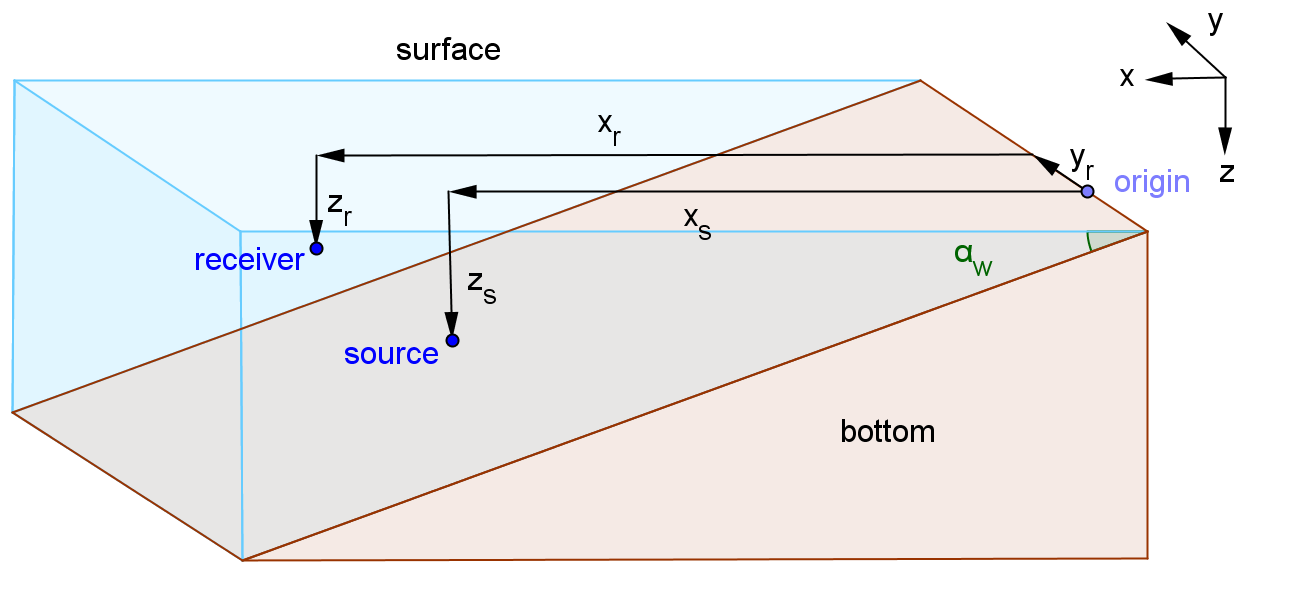 surface
y
x
z
x_r
y_r
origin
z_r
x_s
receiver
α_w
z_s
source
bottom